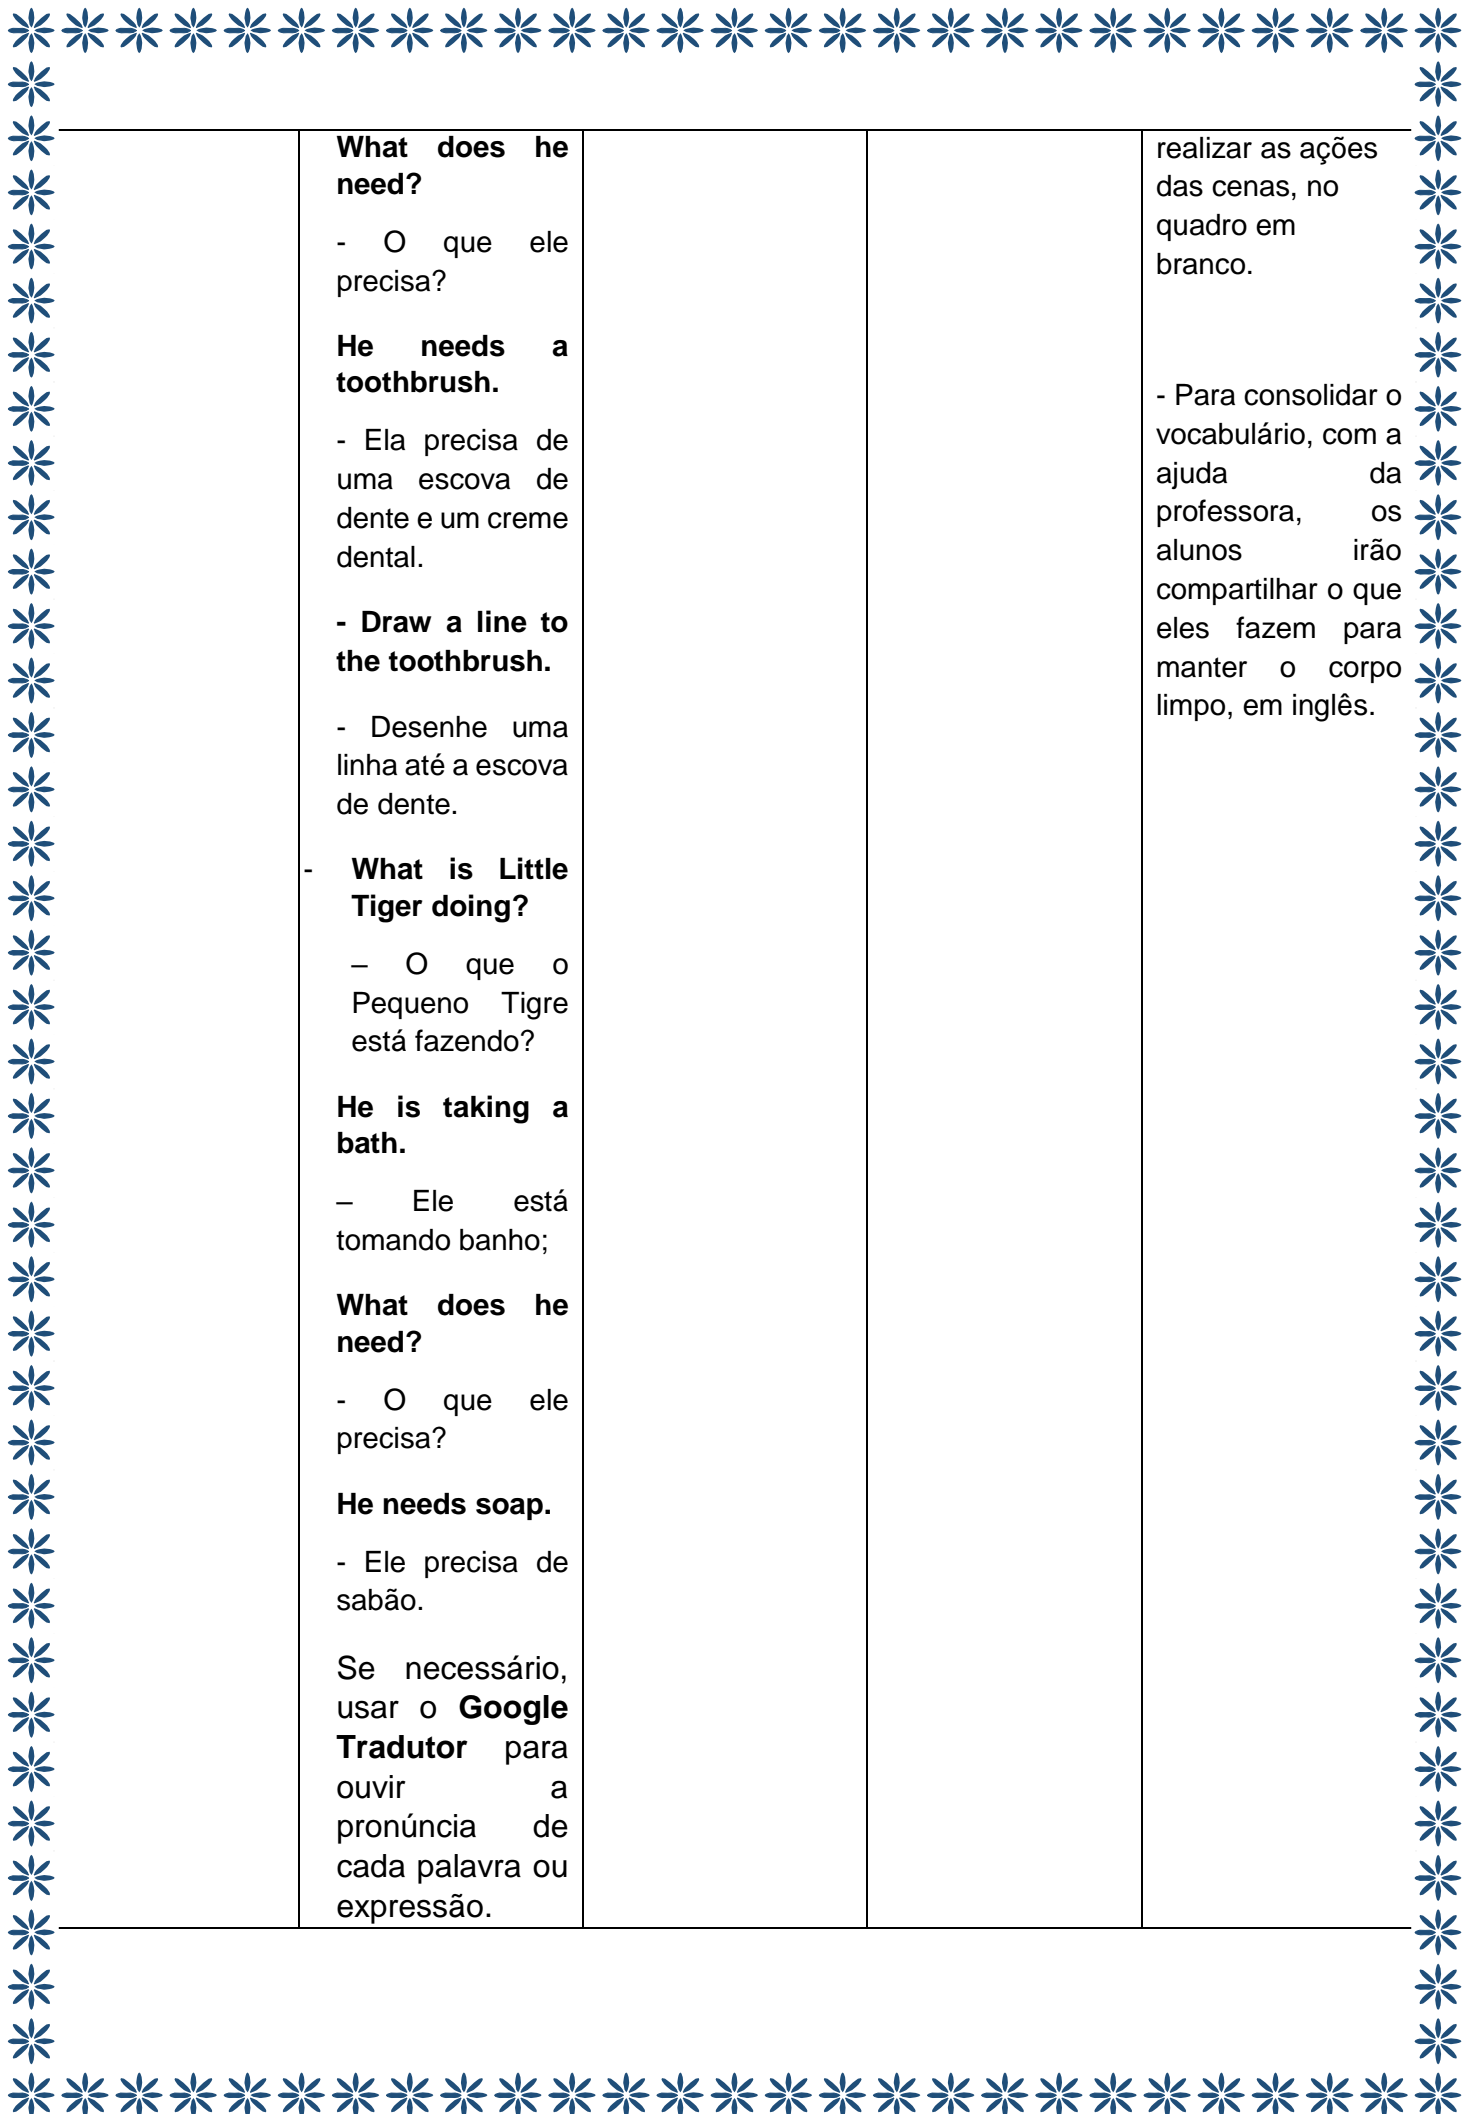 What does he
need?
- O que ele
precisa?
He needs a
toothbrush.
- Ela precisa de
uma escova de
dente e um creme
dental.
- Draw a line to
the toothbrush.
- Desenhe uma
linha até a escova
de dente.
- What is Little
Tiger doing?
– O que o
Pequeno Tigre
está fazendo?
He is taking a
bath.
– Ele está
tomando banho;
What does he
need?
- O que ele
precisa?
He needs soap.
- Ele precisa de
sabão.
Se necessário,
usar o Google
Tradutor para
ouvir a
pronúncia de
cada palavra ou
expressão.
realizar as ações
das cenas, no
quadro em
branco.
- Para consolidar o
vocabulário, com a
ajuda da
professora, os
alunos irão
compartilhar o que
eles fazem para
manter o corpo
limpo, em inglês.